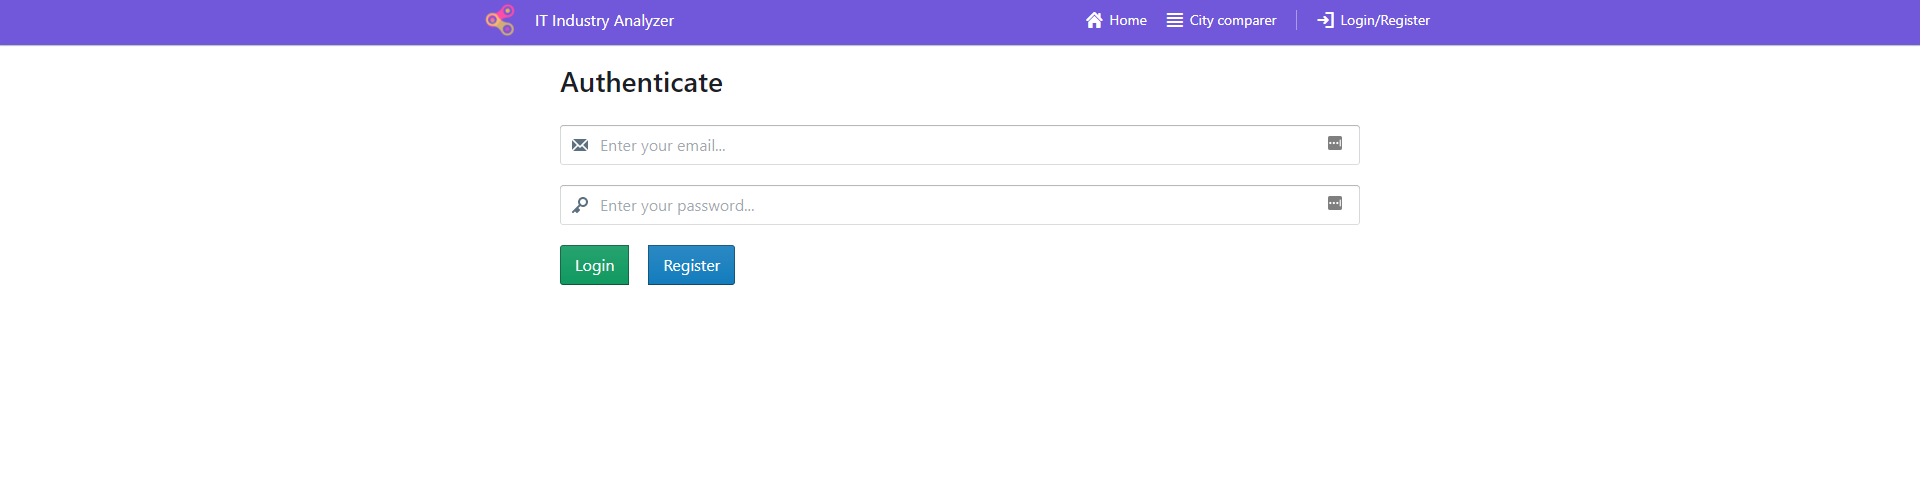 IT Industry Analyzer
Home
City comparer
Login/Register
Authenticate
Enter your email...
Enter your password...
Login
Register